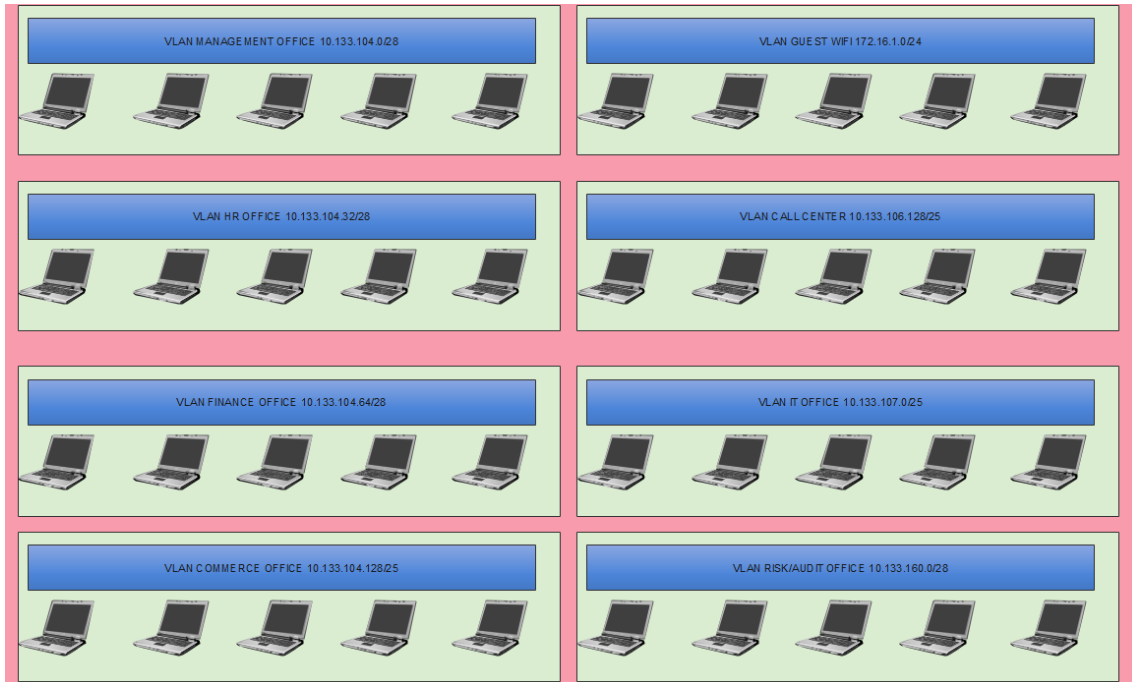 VLAN MANAGEMENT OFFICE 10.133.104.0/28
VLAN GUEST WIFI 172.16.1.0/24
VLAN HR OFFICE 10.133.104.32/28
VLAN CALL CENTER 10.133.106.128/25
VLAN FINANCE OFFICE 10.133.104.64/28
VLAN IT OFFICE 10.133.107.0/25
VLAN COMMERCE OFFICE 10.133.104.128/25
VLAN RISK/AUDIT OFFICE 10.133.160.0/28